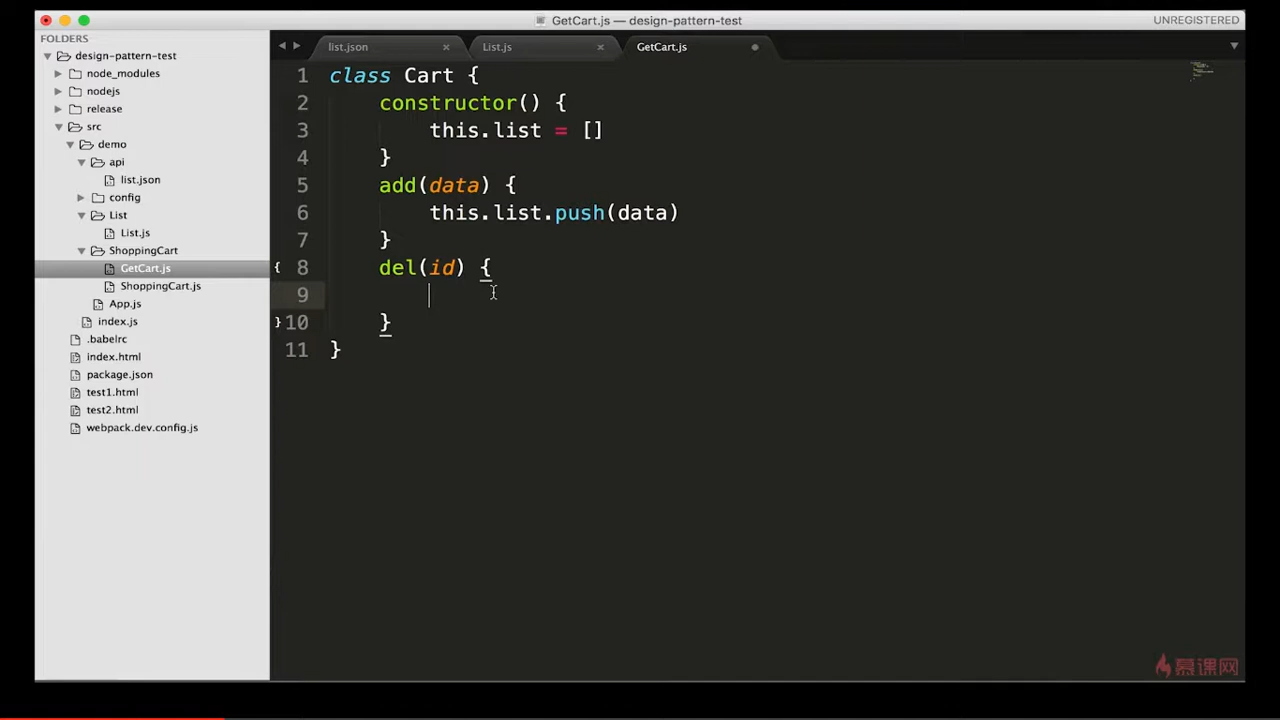 GetCart.js — design-pattern-test
UNREGISTERED
FOLDERS
design-pattern-test
node_modules
nodejs
release
src
demo
api
list.json
config
List
List.js
ShoppingCart
GetCart.js
ShoppingCart.js
App.js
index.js
.babelrc
index.html
package.json
test1.html
test2.html
webpack.dev.config.js
list.json
List.js
GetCart.js
1 class Cart {
2 constructor() {
3 this.list = []
4 }
5 add(data) {
6 this.list.push(data)
7 }
{ 8 del(id) {
9
} 10 }
11 }
慕课网